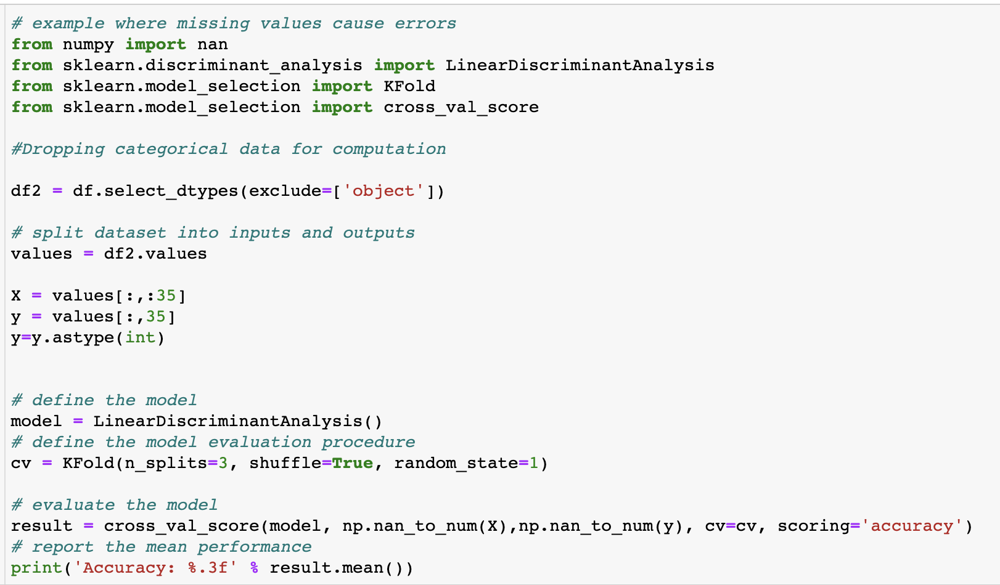 # example where missing values cause errors
from numpy import nan
from sklearn.discriminant_analysis import LinearDiscriminantAnalysis
from sklearn.model_selection import KFold
from sklearn.model_selection import cross_val_score
#Dropping categorical data for computation
df2 = df.select_dtypes(exclude=['object'])
# split dataset into inputs and outputs
values = df2.values
X = values[:,:35]
y = values[:,35]
y=y.astype(int)
# define the model
model = LinearDiscriminantAnalysis()
# define the model evaluation procedure
cv = KFold(n_splits=3, shuffle=True, random_state=1)
# evaluate the model
result = cross_val_score(model, np.nan_to_num(X),np.nan_to_num(y), cv=cv, scoring='accuracy')
# report the mean performance
print('Accuracy: %.3f' % result.mean())